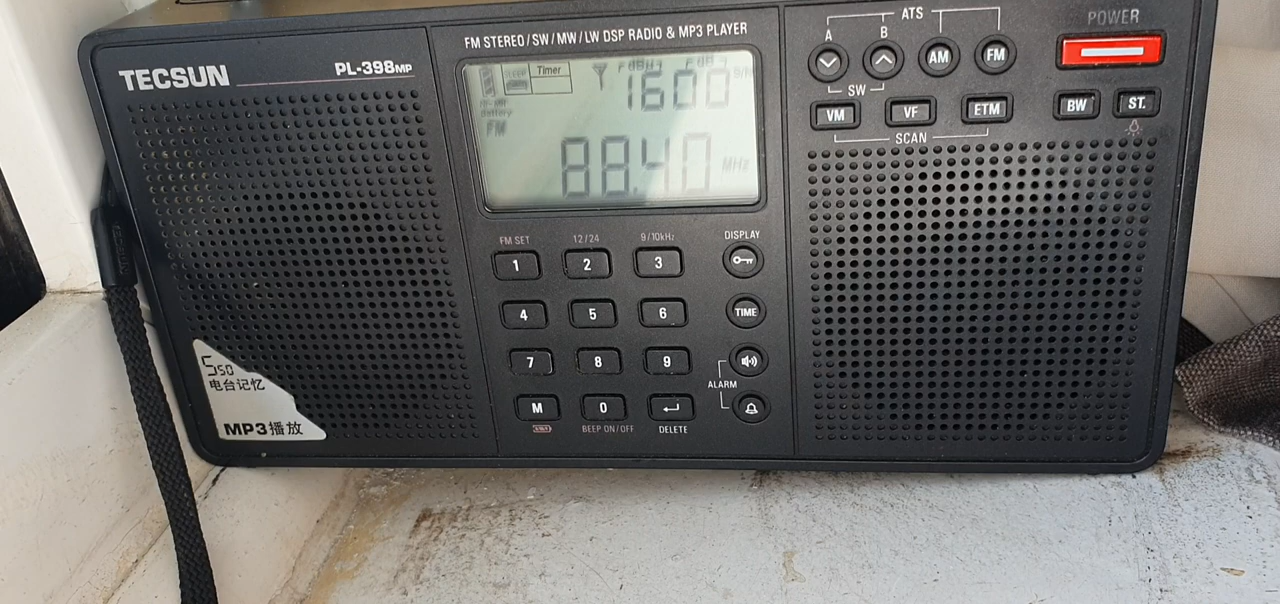 TECSUN
PL-398MP
550
电台记忆
MP3播放
FM STEREO/SW/MW/LW DSP RADIO & MP3 PLAYER
SLEEP
Timer
1600
Battery
FM
88.40 MHz
FM SET
12/24
9/10kHz
DISPLAY
1
2
3
4
5
6
TIME
7
8
9
ALARM
M
0
BEEP ON/OFF
DELETE
ATS
A
B
AM
FM
SW
VM
VF
ETM
SCAN
POWER
BW
ST.